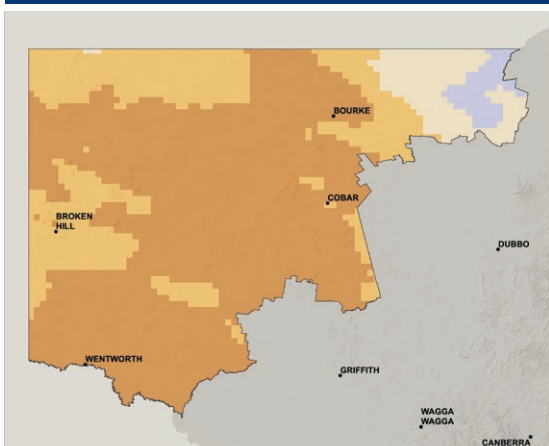 BOURKE
COBAR
BROKEN
HILL
DUBBO
WENTWORTH
GRIFFITH
WAGGA
WAGGA
CANBERRA